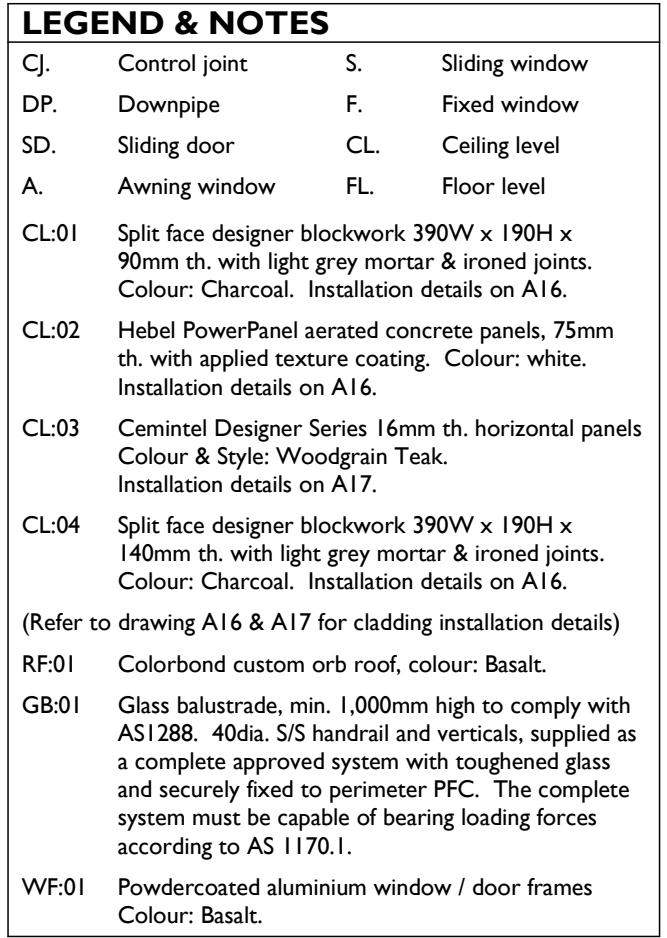 LEGEND & NOTES
CJ. Control joint S. Sliding window
DP. Downpipe F. Fixed window
SD. Sliding door CL. Ceiling level
A. Awning window FL. Floor level
CL:01 Split face designer blockwork 390W x 190H x
90mm th. with light grey mortar & ironed joints.
Colour: Charcoal. Installation details on A16.
CL:02 Hebel PowerPanel aerated concrete panels, 75mm
th. with applied texture coating. Colour: white.
Installation details on A16.
CL:03 Cemintel Designer Series 16mm th. horizontal panels
Colour & Style: Woodgrain Teak.
Installation details on A17.
CL:04 Split face designer blockwork 390W x 190H x
140mm th. with light grey mortar & ironed joints.
Colour: Charcoal. Installation details on A16.
(Refer to drawing A16 & A17 for cladding installation details)
RF:01 Colorbond custom orb roof, colour: Basalt.
GB:01 Glass balustrade, min. 1,000mm high to comply with
AS1288. 40dia. S/S handrail and verticals, supplied as
a complete approved system with toughened glass
and securely fixed to perimeter PFC. The complete
system must be capable of bearing loading forces
according to AS 1170.1.
WF:01 Powdercoated aluminium window / door frames
Colour: Basalt.